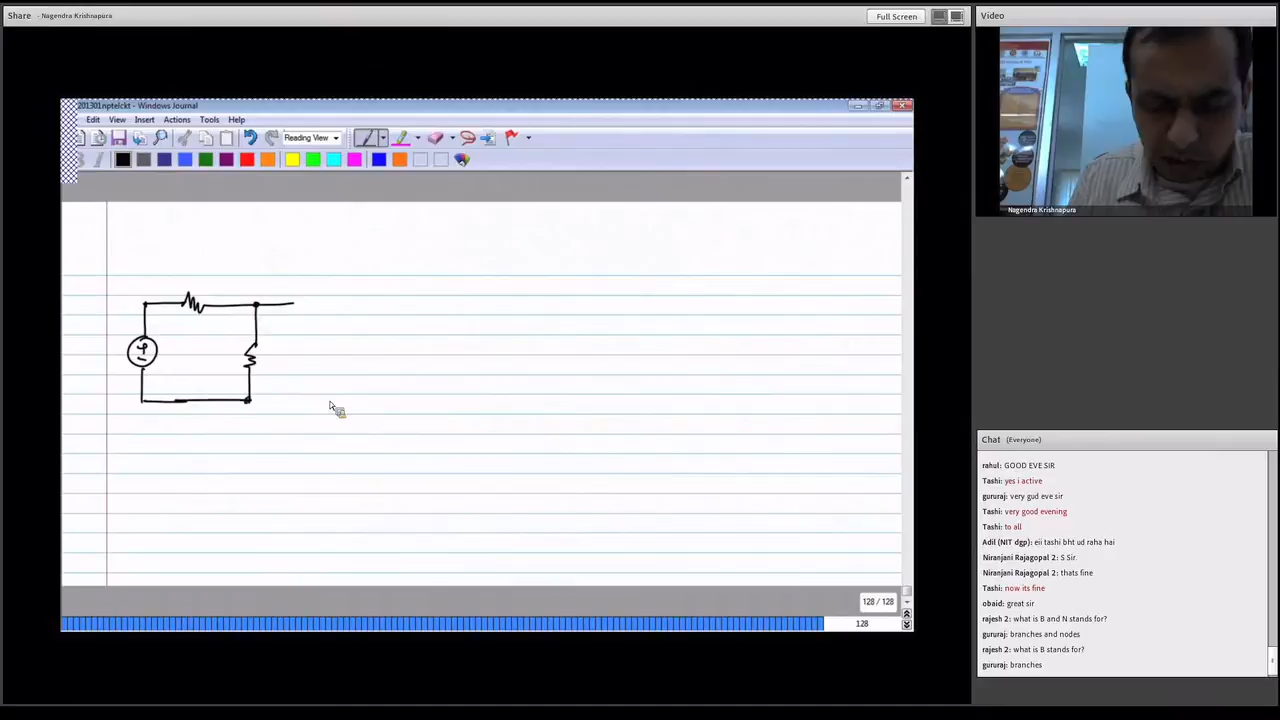 Share - Nagendra Krishnapura
Full Screen
Video
Nagendra Krishnapura
201301nptelckt - Windows Journal
Edit View Insert Actions Tools Help
Reading View
128 / 128
128
Chat (Everyone)
rahul: GOOD EVE SIR
Tashi: yes i active
gururaj: very gud eve sir
Tashi: very good evening
Tashi: to all
Adil (NIT dgp): eii tashi bht ud raha hai
Niranjani Rajagopal 2: S Sir.
Niranjani Rajagopal 2: thats fine
Tashi: now its fine
obaid: great sir
rajesh 2: what is B and N stands for?
gururaj: branches and nodes
rajesh 2: what is B stands for?
gururaj: branches